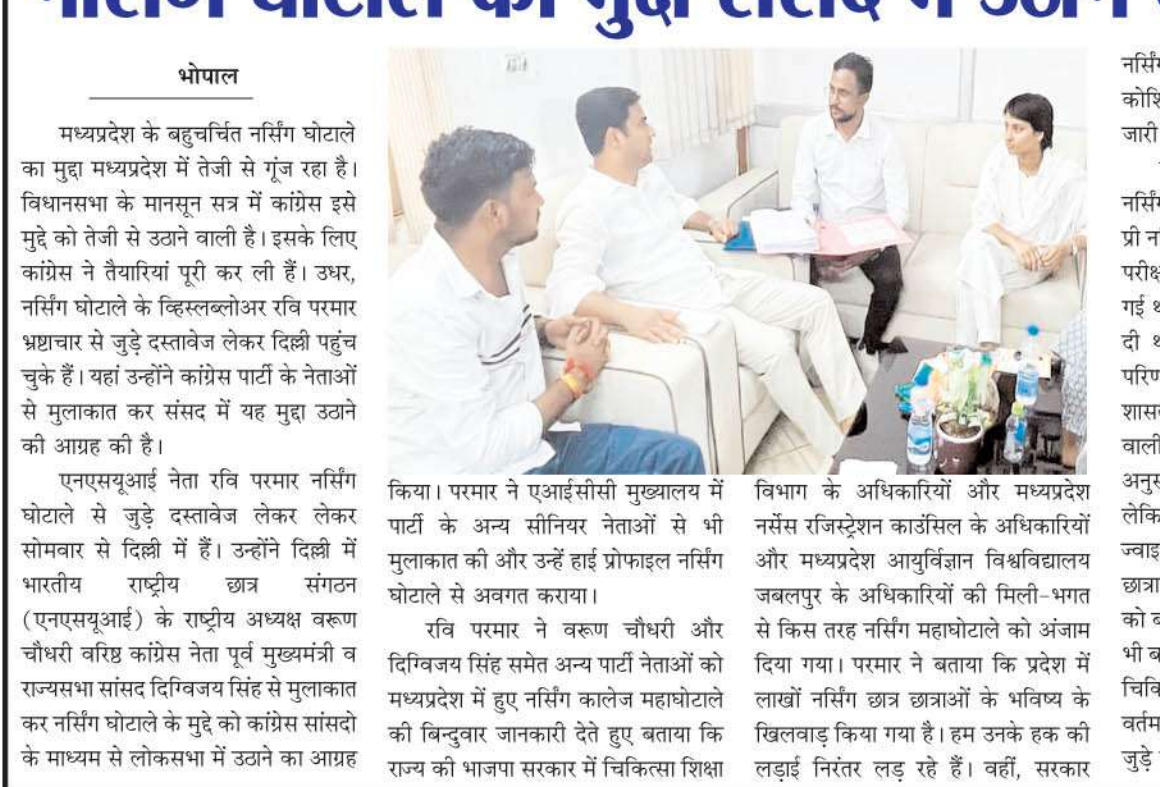 भोपाल
मध्यप्रदेश के बहुचर्चित नर्सिंग घोटाले
का मुद्दा मध्यप्रदेश में तेजी से गूंज रहा है।
विधानसभा के मानसून सत्र में कांग्रेस इसे
मुद्दे को तेजी से उठाने वाली है। इसके लिए
कांग्रेस ने तैयारियां पूरी कर ली हैं। उधर,
नर्सिंग घोटाले के व्हिस्लब्लोअर रवि परमार
भ्रष्टाचार से जुड़े दस्तावेज लेकर दिल्ली पहुंच
चुके हैं। यहां उन्होंने कांग्रेस पार्टी के नेताओं
से मुलाकात कर संसद में यह मुद्दा उठाने
की आग्रह की है।
एनएसयूआई नेता रवि परमार नर्सिंग
घोटाले से जुड़े दस्तावेज लेकर लेकर
सोमवार से दिल्ली में हैं। उन्होंने दिल्ली में
भारतीय राष्ट्रीय छात्र संगठन
(एनएसयूआई) के राष्ट्रीय अध्यक्ष वरूण
चौधरी वरिष्ठ कांग्रेस नेता पूर्व मुख्यमंत्री व
राज्यसभा सांसद दिग्विजय सिंह से मुलाकात
कर नर्सिंग घोटाले के मुद्दे को कांग्रेस सांसदो
के माध्यम से लोकसभा में उठाने का आग्रह
किया। परमार ने एआईसीसी मुख्यालय में
पार्टी के अन्य सीनियर नेताओं से भी
मुलाकात की और उन्हें हाई प्रोफाइल नर्सिंग
घोटाले से अवगत कराया।
रवि परमार ने वरूण चौधरी और
दिग्विजय सिंह समेत अन्य पार्टी नेताओं को
मध्यप्रदेश में हुए नर्सिंग कालेज महाघोटाले
की बिन्दुवार जानकारी देते हुए बताया कि
राज्य की भाजपा सरकार में चिकित्सा शिक्षा
विभाग के अधिकारियों और मध्यप्रदेश
नर्सेस रजिस्ट्रेशन काउंसिल के अधिकारियों
और मध्यप्रदेश आयुर्विज्ञान विश्वविद्यालय
जबलपुर के अधिकारियों की मिली-भगत
से किस तरह नर्सिंग महाघोटाले को अंजाम
दिया गया। परमार ने बताया कि प्रदेश में
लाखों नर्सिंग छात्र छात्राओं के भविष्य के
खिलवाड़ किया गया है। हम उनके हक की
लड़ाई निरंतर लड़ रहे हैं। वहीं, सरकार
जारी
गई
दी
को
भी
जुड़े